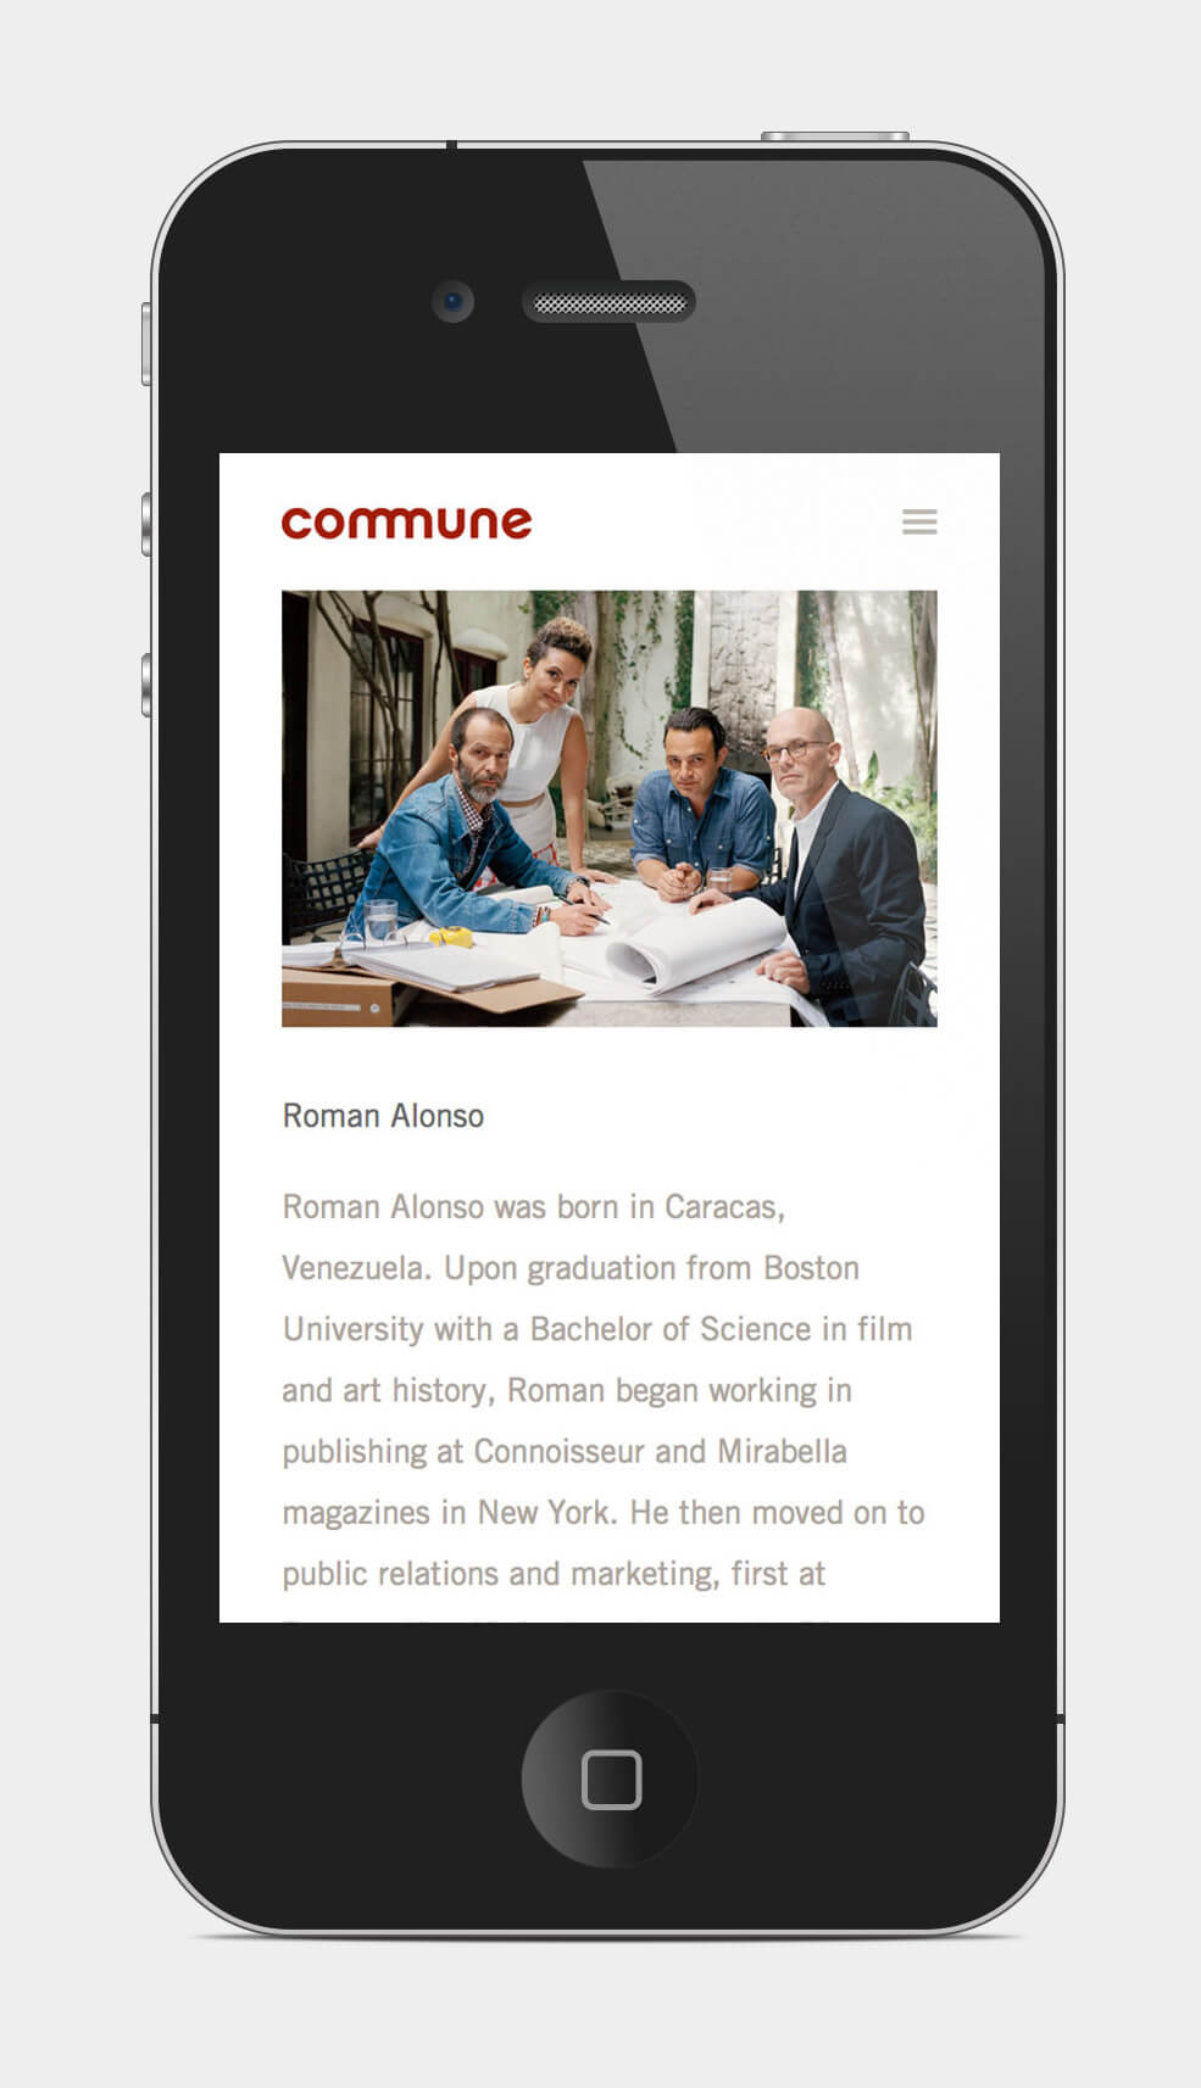 commune
Roman Alonso
Roman Alonso was born in Caracas,
Venezuela. Upon graduation from Boston
University with a Bachelor of Science in film
and art history, Roman began working in
publishing at Connoisseur and Mirabella
magazines in New York. He then moved on to
public relations and marketing, first at